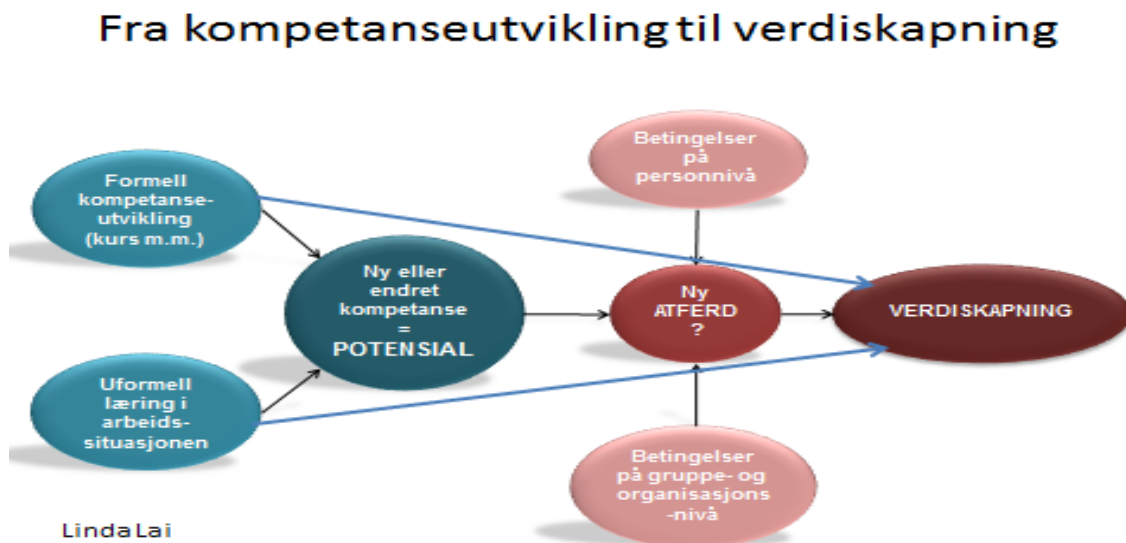 Fra kompetanseutvikling til verdiskapning
Formell
kompetanse-
utvikling
(kurs m.m.)
Uformell
læring i
arbeids-
situasjonen
Ny eller
endret
kompetanse
=
POTENSIAL
Betingelser
på
personnivå
Ny
ATFERD
?
Betingelser
på gruppe- og
organisasjons
-nivå
VERDISKAPNING
Linda Lai